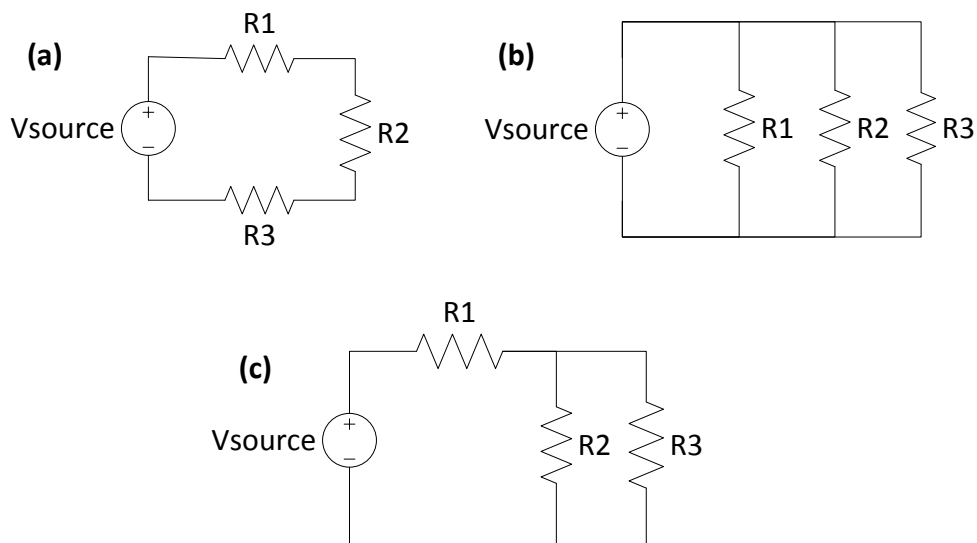 (a)
R1
+
−
Vsource
R2
R3
(b)
+
−
Vsource
R1
R2
R3
(c)
R1
+
−
Vsource
R2
R3